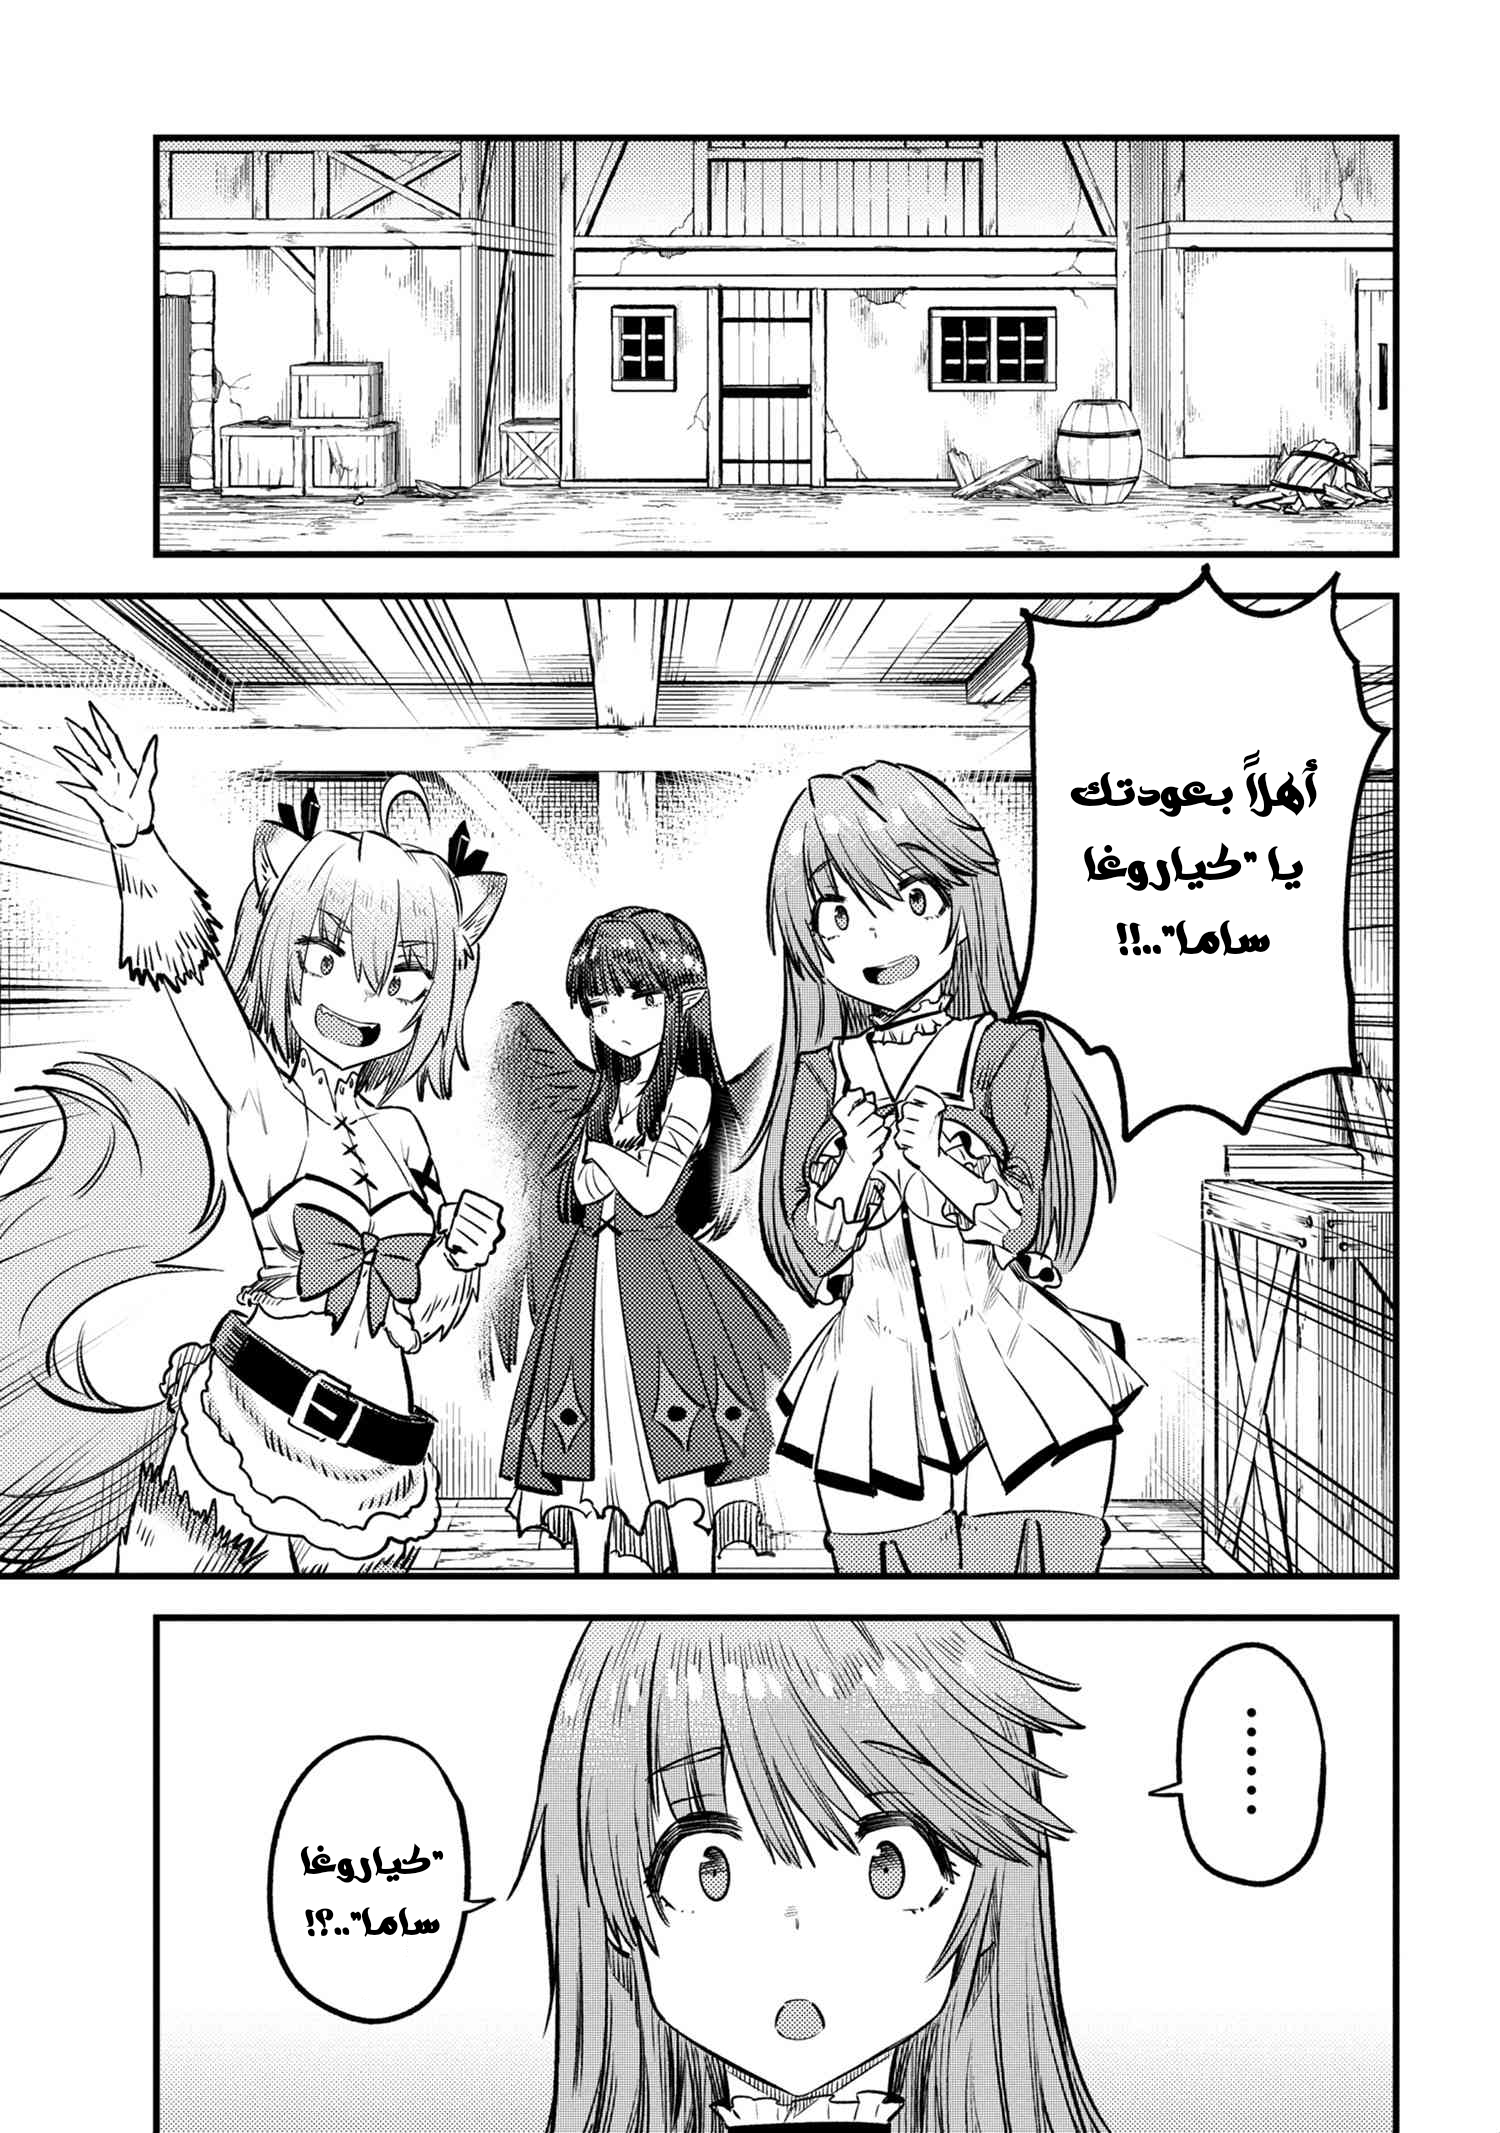 أهلاً بعودتك
يا "كياروغا
ساما"..!!
......
"كياروغا
ساما"..؟!